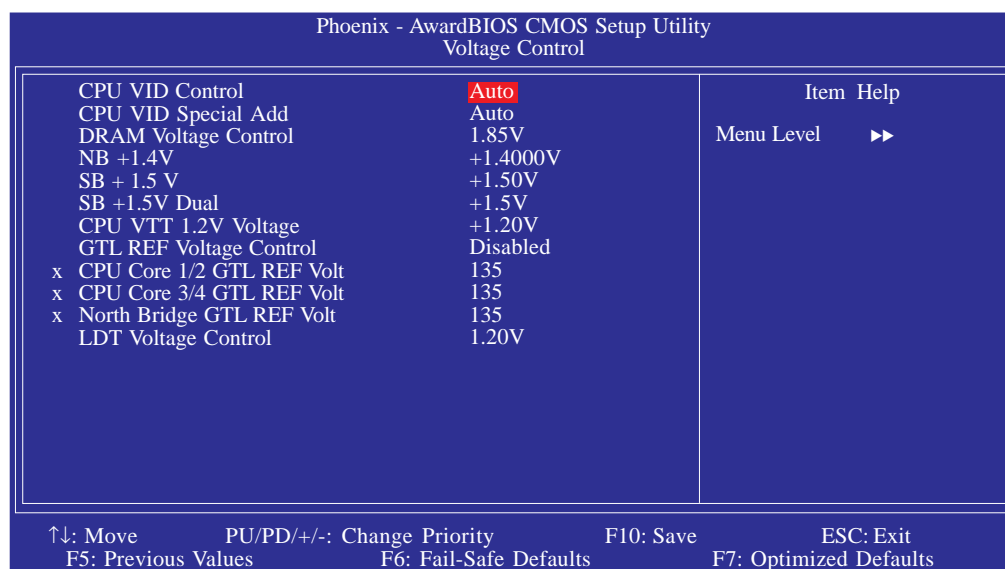 Phoenix - AwardBIOS CMOS Setup Utility
Voltage Control
CPU VID Control Auto Item Help
CPU VID Special Add Auto
DRAM Voltage Control 1.85V Menu Level ▶▶
NB +1.4V +1.4000V
SB + 1.5 V +1.50V
SB +1.5V Dual +1.5V
CPU VTT 1.2V Voltage +1.20V
GTL REF Voltage Control Disabled
x CPU Core 1/2 GTL REF Volt 135
x CPU Core 3/4 GTL REF Volt 135
x North Bridge GTL REF Volt 135
LDT Voltage Control 1.20V
↑↓: Move PU/PD/+/-: Change Priority F10: Save ESC: Exit
F5: Previous Values F6: Fail-Safe Defaults F7: Optimized Defaults